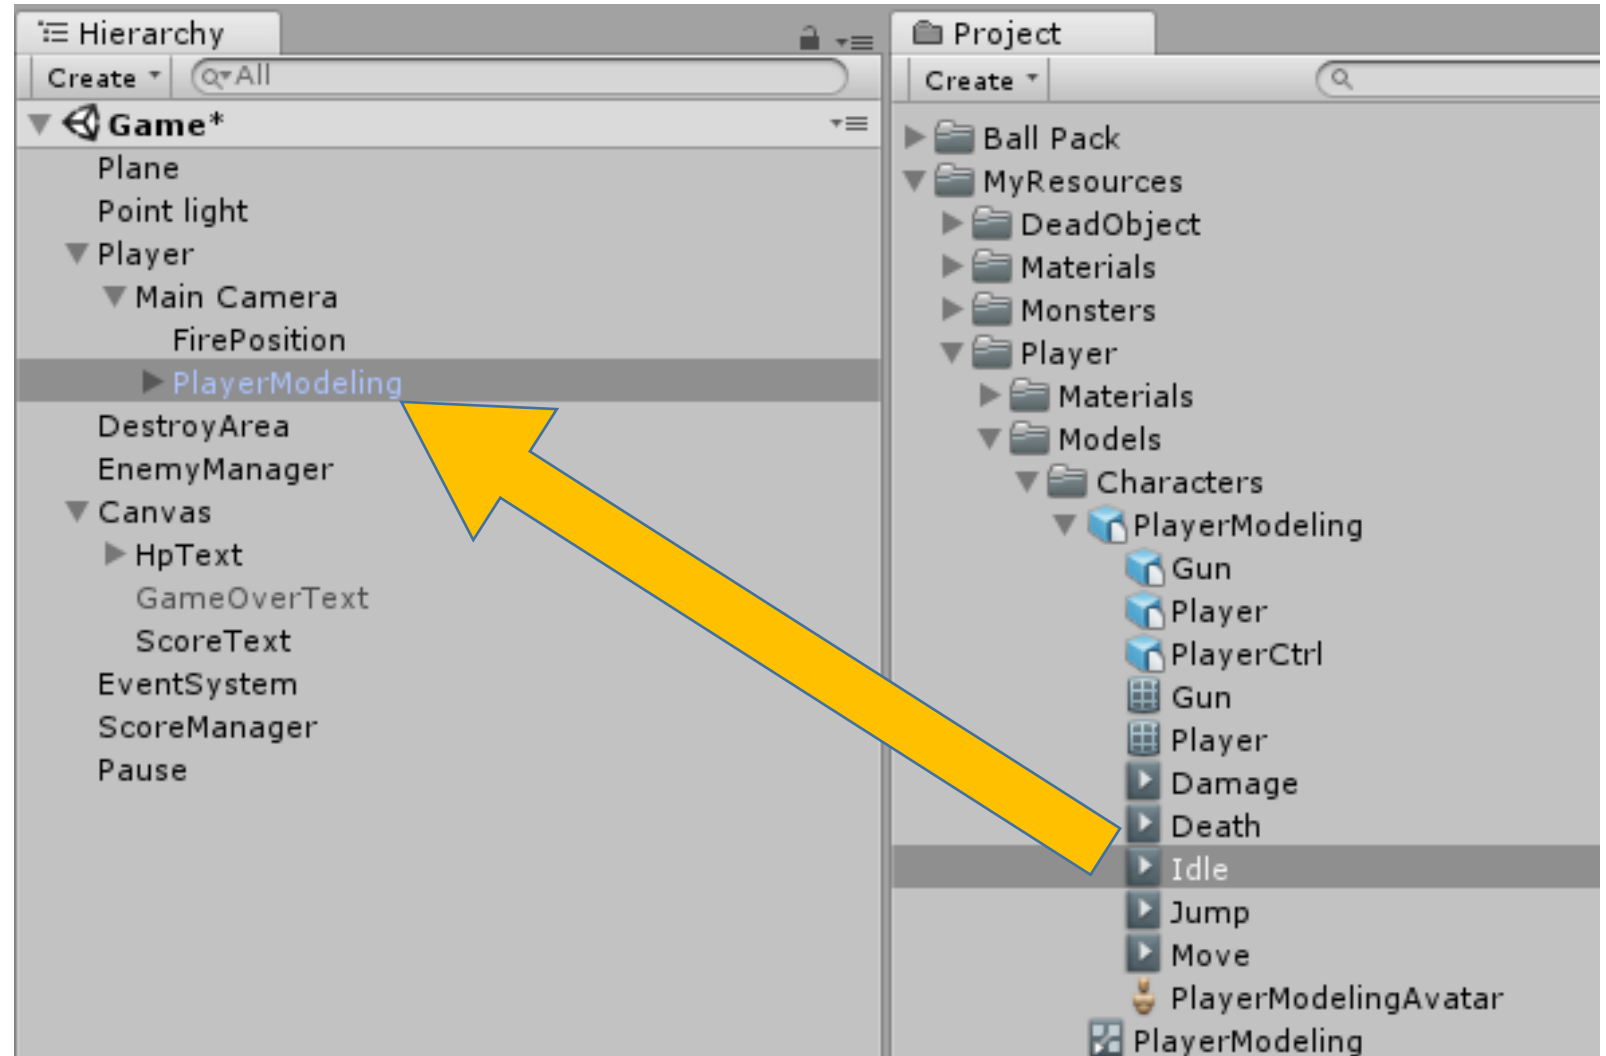 Hierarchy
Create
All
Game*
Plane
Point light
Player
Main Camera
FirePosition
PlayerModeling
DestroyArea
EnemyManager
Canvas
HpText
GameOverText
ScoreText
EventSystem
ScoreManager
Pause
Project
Create
Ball Pack
MyResources
DeadObject
Materials
Monsters
Player
Materials
Models
Characters
PlayerModeling
Gun
Player
PlayerCtrl
Gun
Player
Damage
Death
Idle
Jump
Move
PlayerModelingAvatar
PlayerModeling